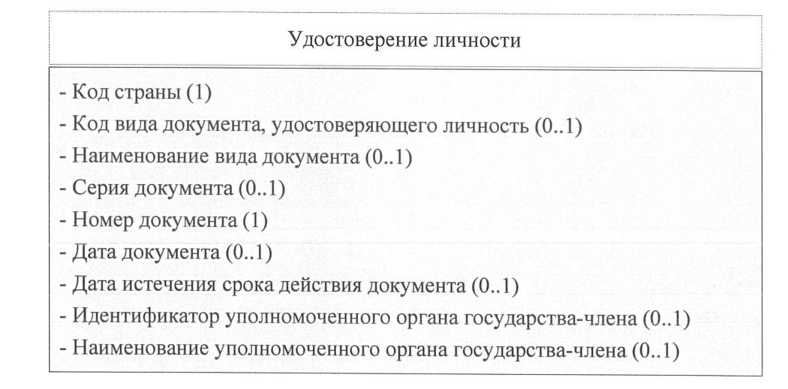 Удостоверение личности
- Код страны (1)
- Код вида документа, удостоверяющего личность (0..1)
- Наименование вида документа (0..1)
- Серия документа (0..1)
- Номер документа (1)
- Дата документа (0..1)
- Дата истечения срока действия документа (0..1)
- Идентификатор уполномоченного органа государства-члена (0..1)
- Наименование уполномоченного органа государства-члена (0..1)